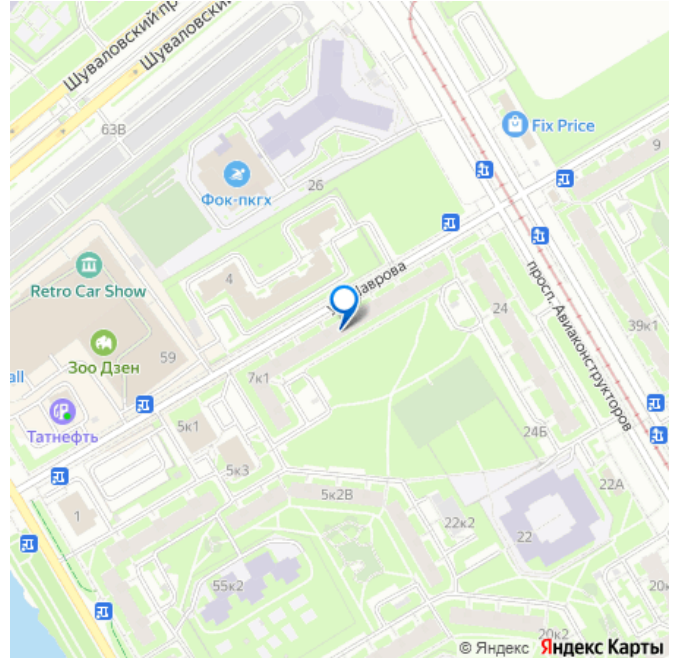 Шуваловский пр
Шуваловский
63В
Fix Price
9
Фок-пкгх
26
4
Лаврова
Retro Car Show
просп. Авиаконструкторов
24
39к1
59
Зоо Дзен
all
7к1
Татнефть
5к1
24Б
5к3
22А
5к2В
1
22к2
22
55к2
20к
20к2
© Яндекс Яндекс Карты